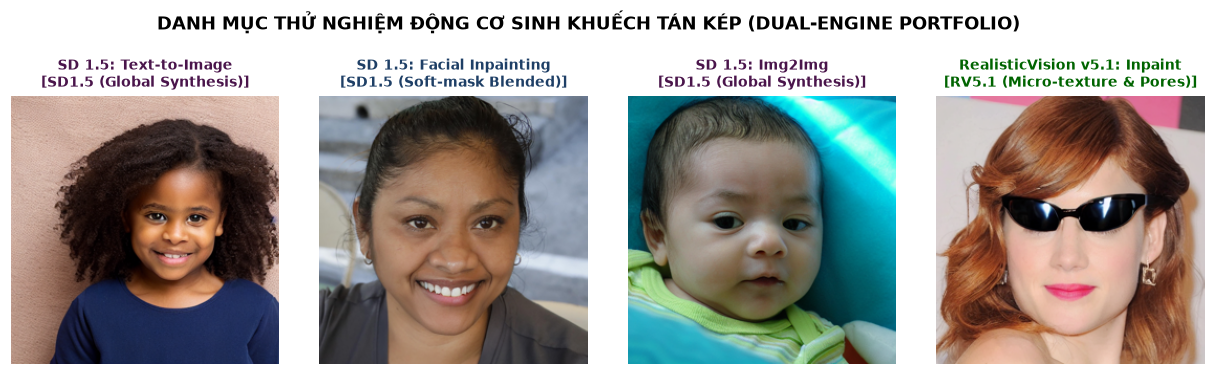 DANH MỤC THỬ NGHIỆM ĐỘNG CƠ SINH KHUẾCH TÁN KÉP (DUAL-ENGINE PORTFOLIO)
SD 1.5: Text-to-Image
[SD1.5 (Global Synthesis)]
SD 1.5: Facial Inpainting
[SD1.5 (Soft-mask Blended)]
SD 1.5: Img2Img
[SD1.5 (Global Synthesis)]
RealisticVision v5.1: Inpaint
[RV5.1 (Micro-texture & Pores)]